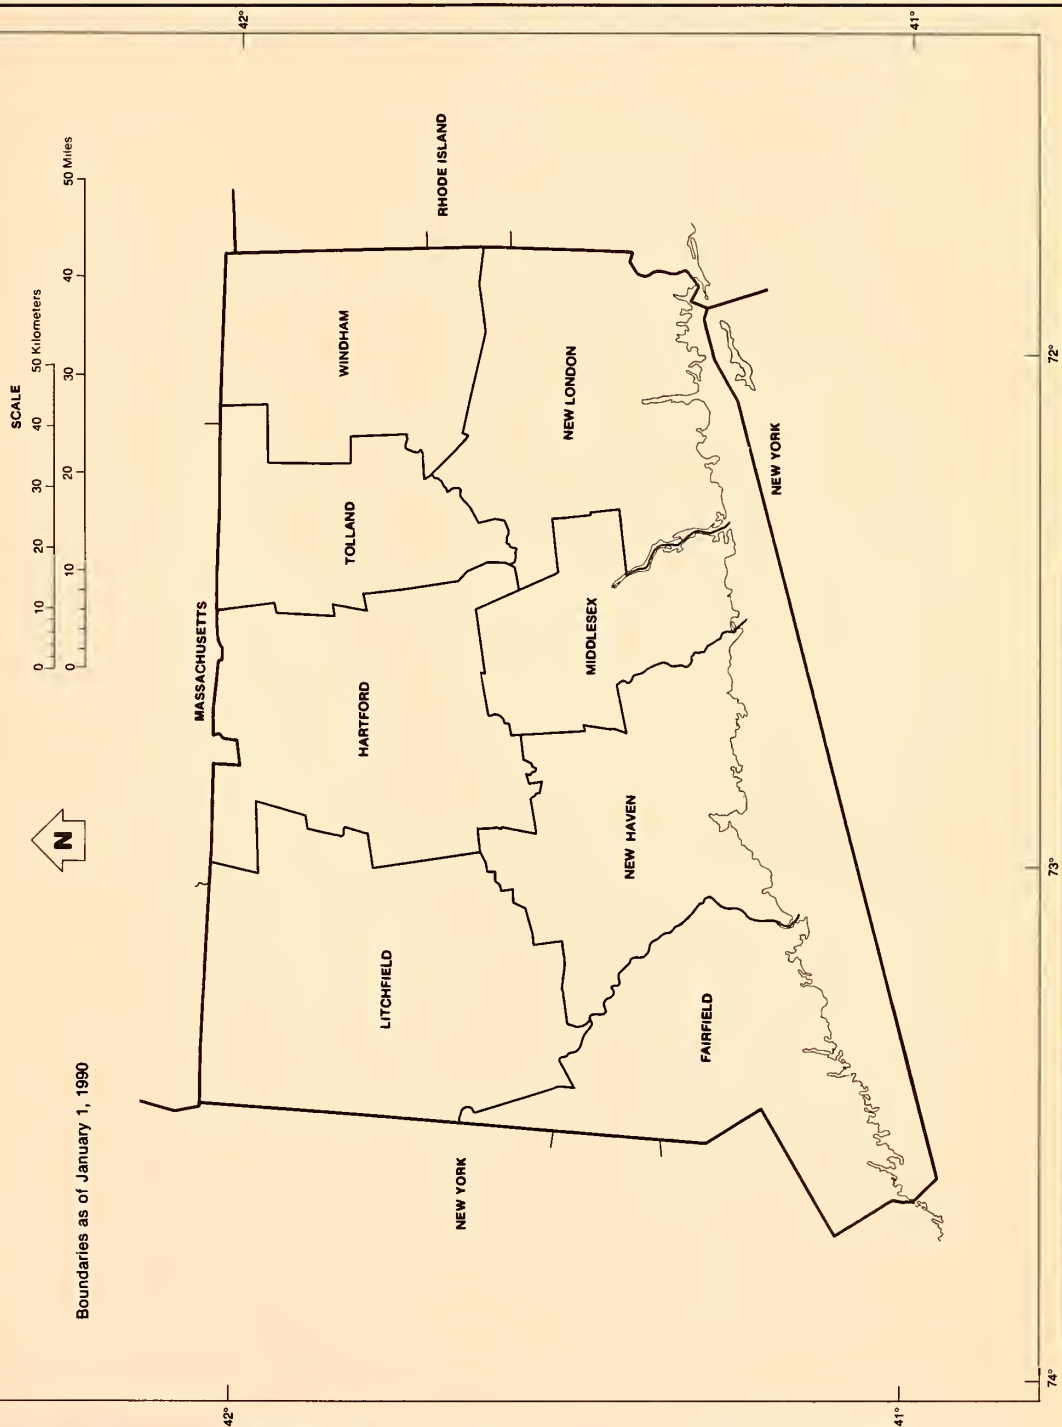 Boundaries as of January 1, 1990
N
SCALE
0 10 20 30 40 50 Kilometers
0 10 20 30 40 50 Miles
42°
41°
MASSACHUSETTS
RHODE ISLAND
NEW YORK
LITCHFIELD
HARTFORD
TOLLAND
WINDHAM
FAIRFIELD
NEW HAVEN
MIDDLESEX
NEW LONDON
NEW YORK
42°
41°
74°
73°
72°